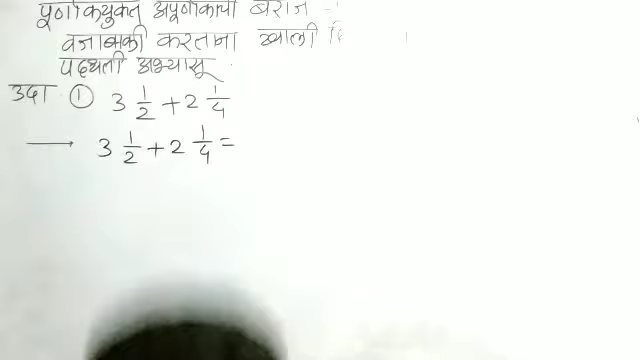 पूर्णांकयुक्त अपूर्णांकाची बेरीज -
वजाबाकी करताना खाली दि
पद्धती अभ्यासू .
उदा ① 3 1/2 + 2 1/4
→ 3 1/2 + 2 1/4 =